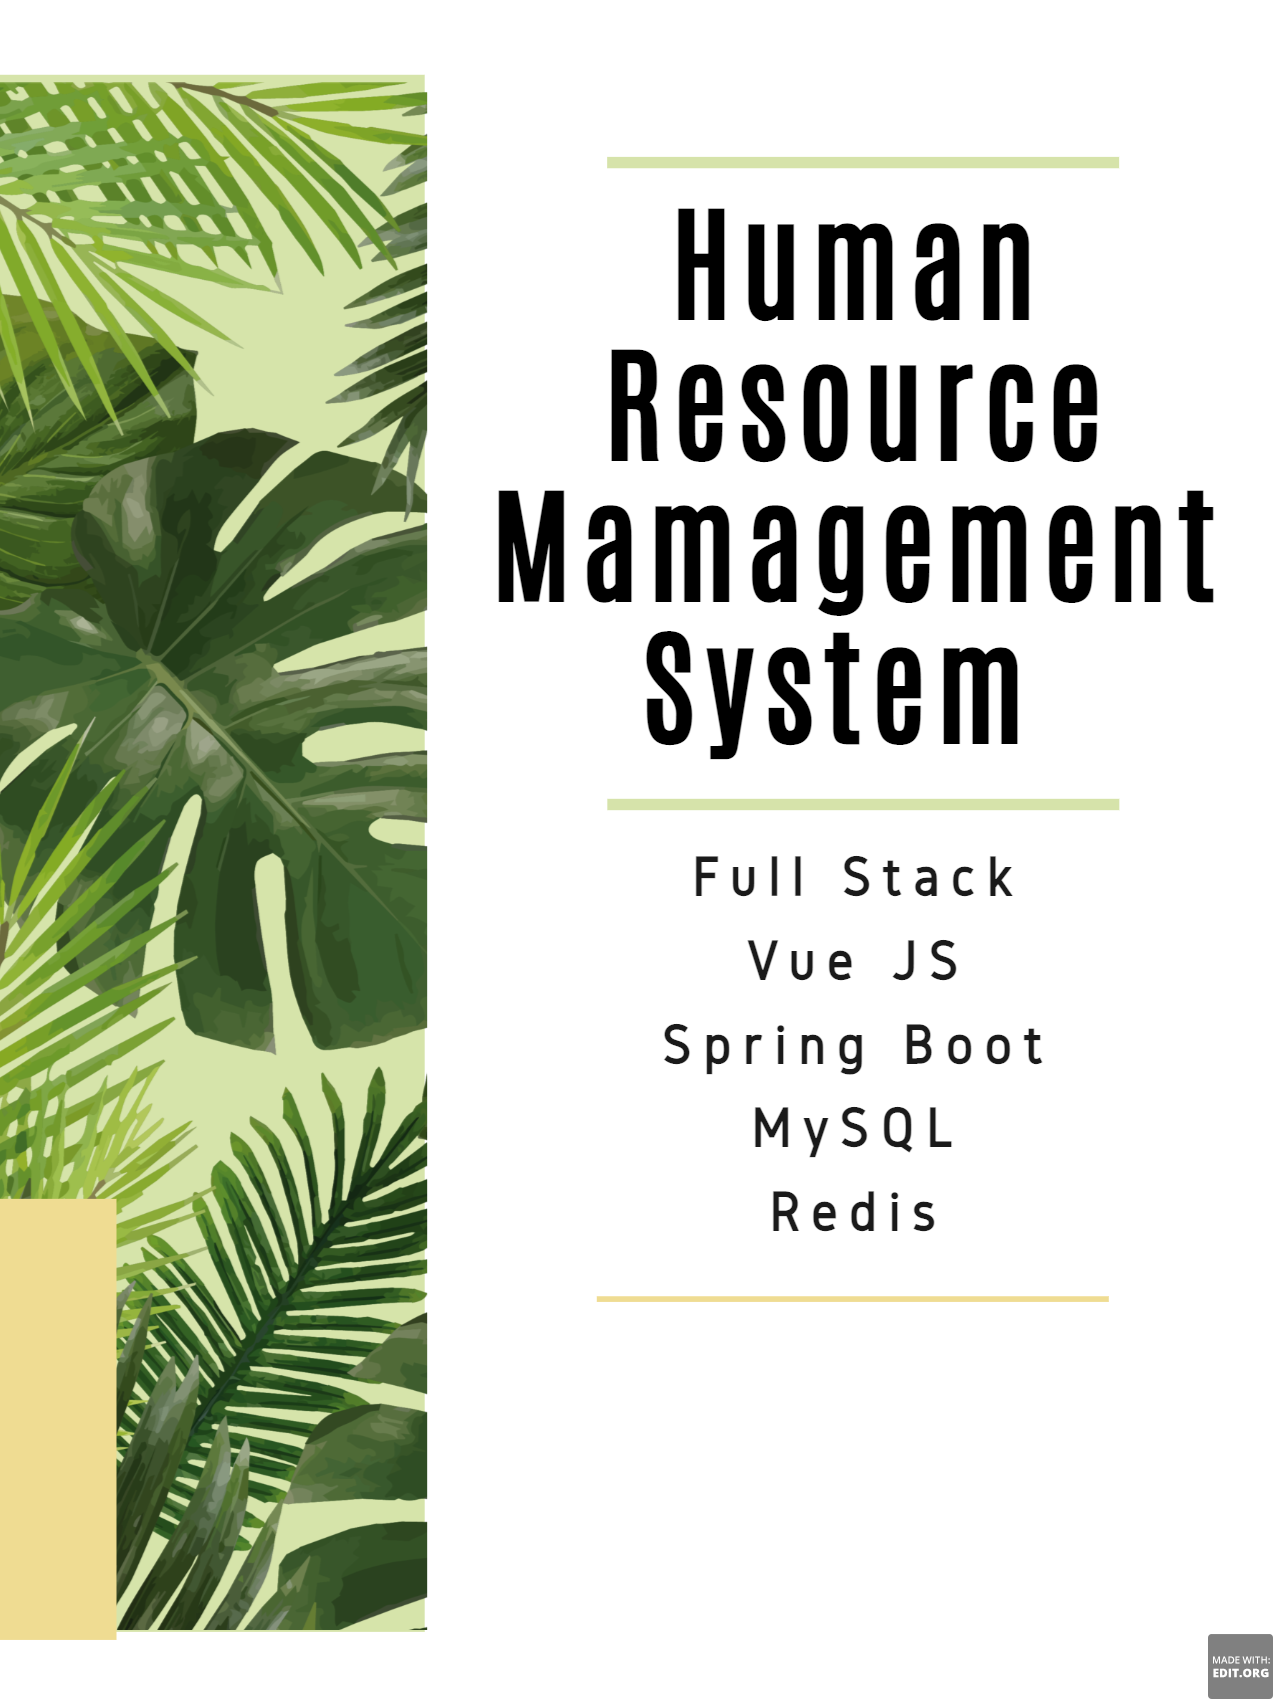 Human
Resource
Mamagement
System
Full Stack
Vue JS
Spring Boot
MySQL
Redis
MADE WITH:
EDIT.ORG